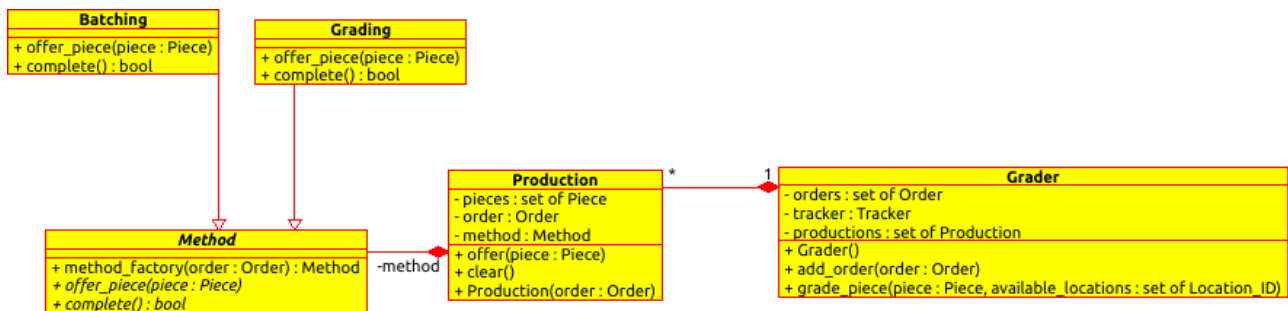 Batching
+ offer_piece(piece : Piece)
+ complete() : bool
Grading
+ offer_piece(piece : Piece)
+ complete() : bool
Method
+ method_factory(order : Order) : Method
+ offer_piece(piece : Piece)
+ complete() : bool
-method
Production
- pieces : set of Piece
- order : Order
- method : Method
+ offer(piece : Piece)
+ clear()
+ Production(order : Order)
*
1
Grader
- orders : set of Order
- tracker : Tracker
- productions : set of Production
+ Grader()
+ add_order(order : Order)
+ grade_piece(piece : Piece, available_locations : set of Location_ID)